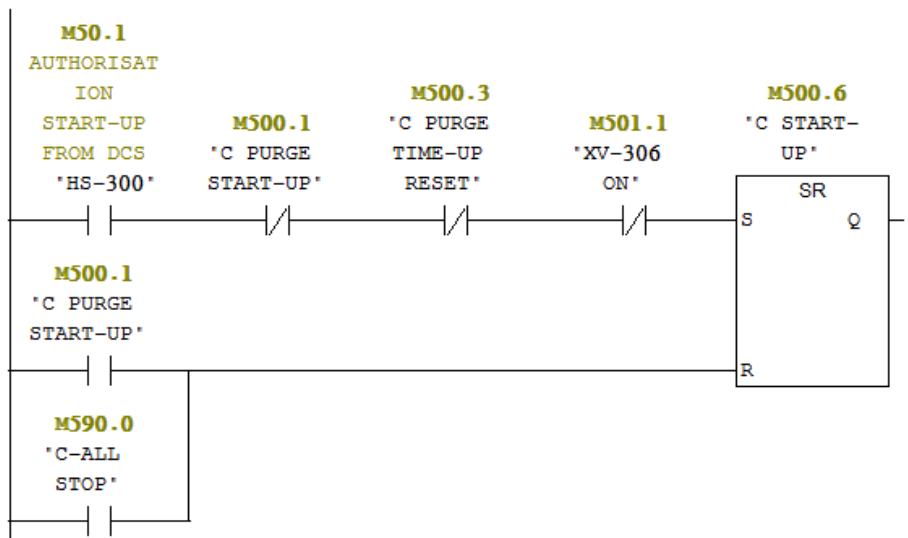 M50.1
AUTHORISAT
ION
START-UP
FROM DCS
"HS-300"
M500.1
"C PURGE
START-UP"
M500.3
"C PURGE
TIME-UP
RESET"
M501.1
"XV-306
ON"
M500.6
"C START-
UP"
SR
S
Q
M500.1
"C PURGE
START-UP"
R
M590.0
"C-ALL
STOP"